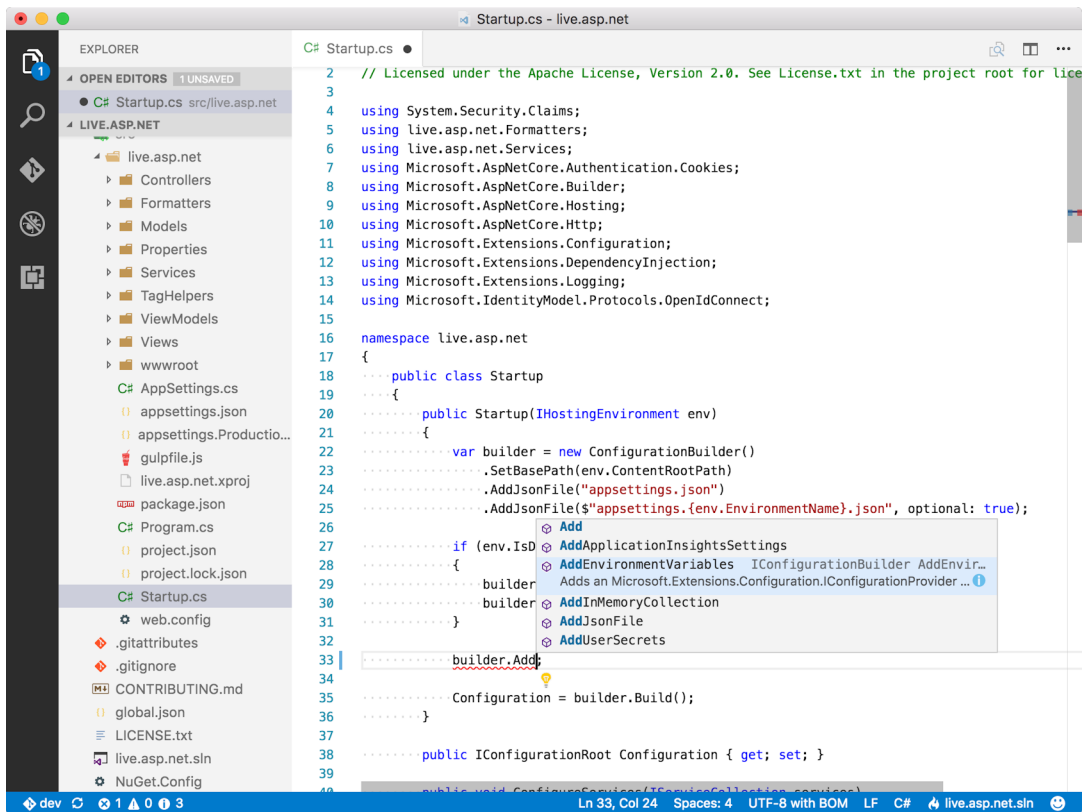 Startup.cs - live.asp.net
EXPLORER
OPEN EDITORS 1 UNSAVED
C# Startup.cs src/live.asp.net
LIVE.ASP.NET
live.asp.net
Controllers
Formatters
Models
Properties
Services
TagHelpers
ViewModels
Views
wwwroot
C# AppSettings.cs
() appsettings.json
() appsettings.Productio...
gulpfile.js
live.asp.net.xproj
npm package.json
C# Program.cs
() project.json
() project.lock.json
C# Startup.cs
web.config
.gitattributes
.gitignore
M↓ CONTRIBUTING.md
() global.json
LICENSE.txt
live.asp.net.sln
NuGet.Config
1
C# Startup.cs
2 // Licensed under the Apache License, Version 2.0. See License.txt in the project root for lice
3
4 using System.Security.Claims;
5 using live.asp.net.Formatters;
6 using live.asp.net.Services;
7 using Microsoft.AspNetCore.Authentication.Cookies;
8 using Microsoft.AspNetCore.Builder;
9 using Microsoft.AspNetCore.Hosting;
10 using Microsoft.AspNetCore.Http;
11 using Microsoft.Extensions.Configuration;
12 using Microsoft.Extensions.DependencyInjection;
13 using Microsoft.Extensions.Logging;
14 using Microsoft.IdentityModel.Protocols.OpenIdConnect;
15
16 namespace live.asp.net
17 {
18 public class Startup
19 {
20 public Startup(IHostingEnvironment env)
21 {
22 var builder = new ConfigurationBuilder()
23 .SetBasePath(env.ContentRootPath)
24 .AddJsonFile("appsettings.json")
25 .AddJsonFile($"appsettings.{env.EnvironmentName}.json", optional: true);
26
27 if (env.IsD
28 {
29 builder
30 builder
31 }
32
33 builder.Add;
34
35 Configuration = builder.Build();
36 }
37
38 public IConfigurationRoot Configuration { get; set; }
39
40 public void ConfigureServices(IServiceCollection services)
Add
AddApplicationInsightsSettings
AddEnvironmentVariables IConfigurationBuilder AddEnvir...
Adds an Microsoft.Extensions.Configuration.IConfigurationProvider ...
AddInMemoryCollection
AddJsonFile
AddUserSecrets
dev 1 0 3 Ln 33, Col 24 Spaces: 4 UTF-8 with BOM LF C# live.asp.net.sln